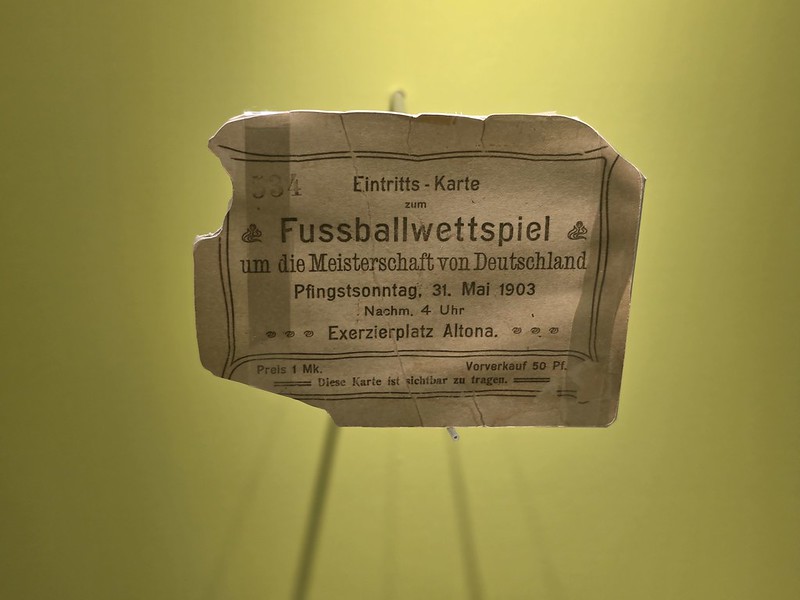 534
Eintritts-Karte
zum
Fussballwettspiel
um die Meisterschaft von Deutschland
Pfingstsonntag, 31. Mai 1903
Nachm. 4 Uhr
Exerzierplatz Altona.
Preis 1 Mk. Vorverkauf 50 Pf.
Diese Karte ist sichtbar zu tragen.